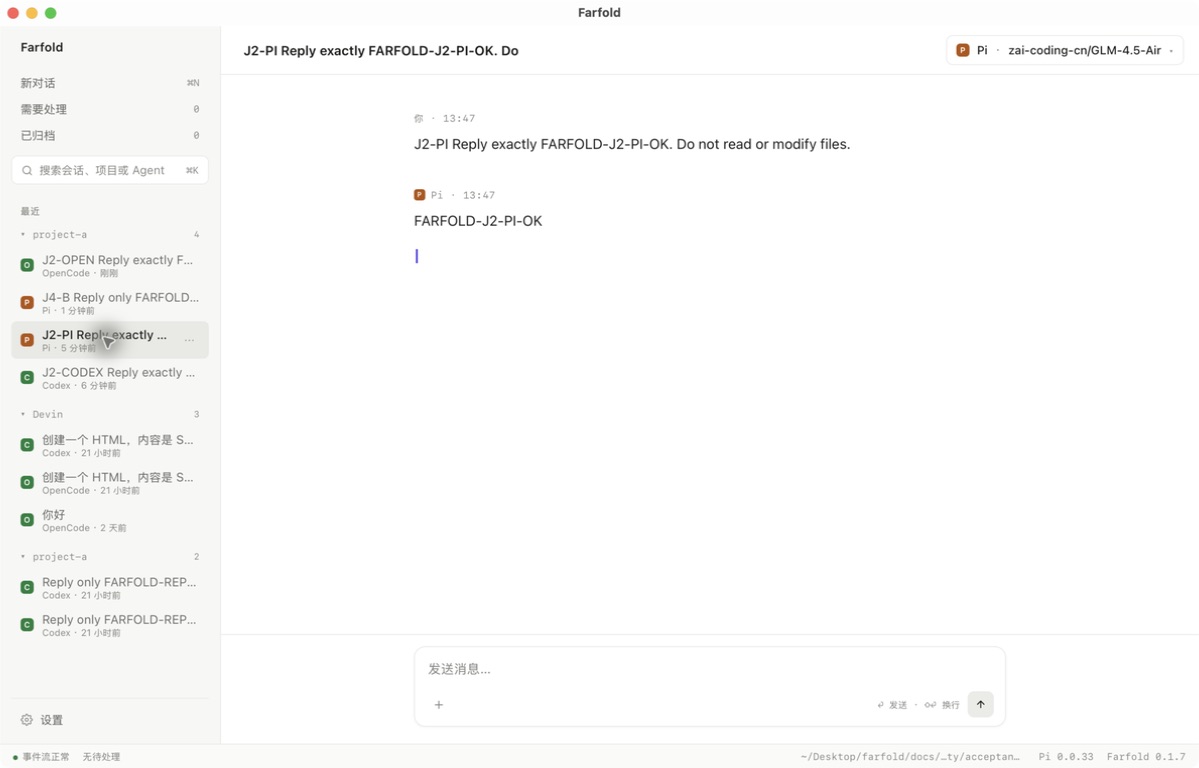 Farfold
Farfold
新对话 ⌘N
需要处理 0
已归档 0
搜索会话、项目或 Agent ⌘K
最近
project-a 4
O J2-OPEN Reply exactly F...
OpenCode · 刚刚
P J4-B Reply only FARFOLD...
Pi · 1 分钟前
P J2-PI Reply exactly ... ...
Pi · 5 分钟前
C J2-CODEX Reply exactly ...
Codex · 6 分钟前
Devin 3
C 创建一个 HTML，内容是 S...
Codex · 21 小时前
O 创建一个 HTML，内容是 S...
OpenCode · 21 小时前
O 你好
OpenCode · 2 天前
project-a 2
C Reply only FARFOLD-REP...
Codex · 21 小时前
C Reply only FARFOLD-REP...
Codex · 21 小时前
设置
J2-PI Reply exactly FARFOLD-J2-PI-OK. Do
P Pi · zai-coding-cn/GLM-4.5-Air
你 · 13:47
J2-PI Reply exactly FARFOLD-J2-PI-OK. Do not read or modify files.
P Pi · 13:47
FARFOLD-J2-PI-OK
发送消息...
+ ↵ 发送 · ⇧↵ 换行 ↑
事件流正常 无待处理 ~/Desktop/farfold/docs/…ty/acceptan… Pi 0.0.33 Farfold 0.1.7